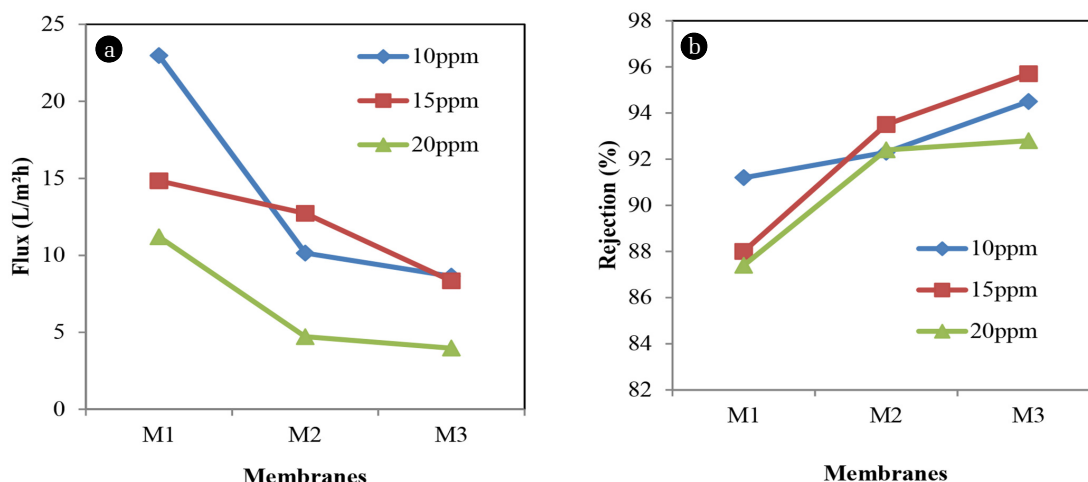 a
25
20
15
10
5
0
Flux (L/m²h)
10ppm
15ppm
20ppm
M1
M2
M3
Membranes
b
98
96
94
92
90
88
86
84
82
Rejection (%)
10ppm
15ppm
20ppm
M1
M2
M3
Membranes